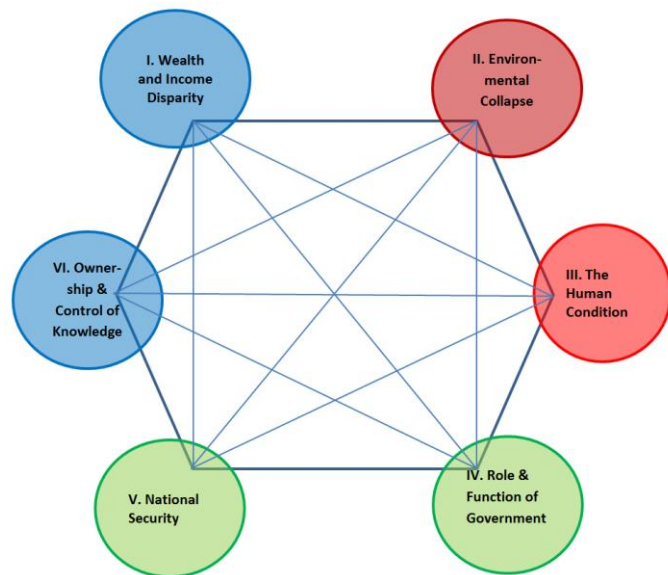 I. Wealth
and Income
Disparity
II. Environ-
mental
Collapse
III. The
Human
Condition
IV. Role &
Function of
Government
V. National
Security
VI. Owner-
ship &
Control of
Knowledge